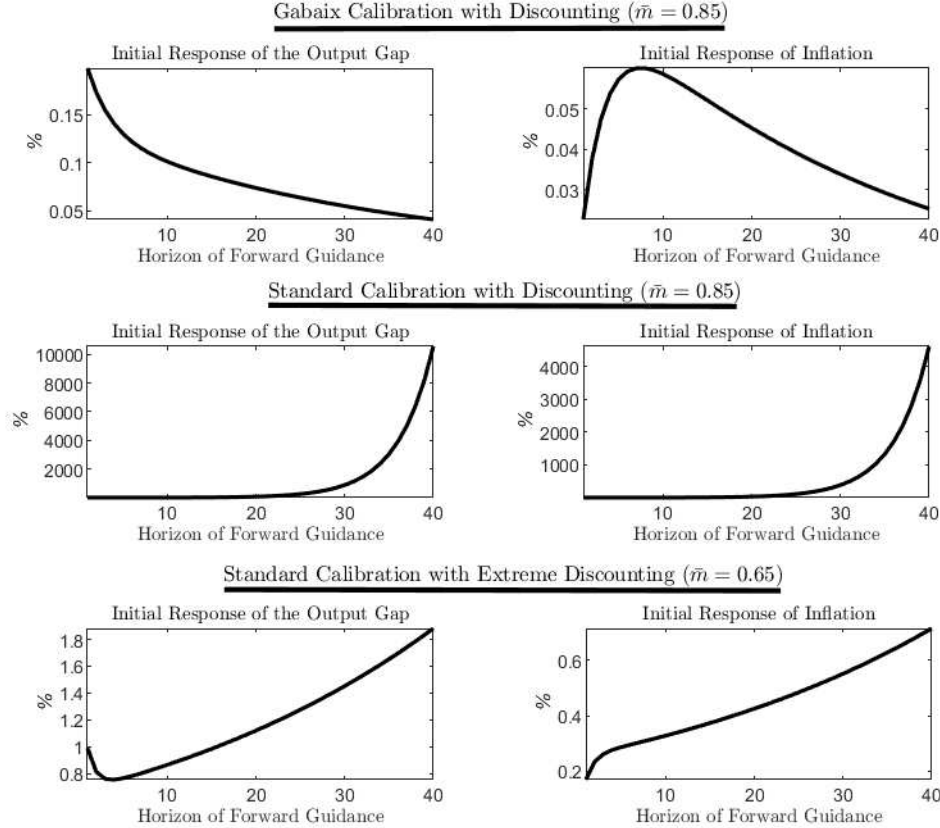 Gabaix Calibration with Discounting (m̄ = 0.85)
Initial Response of the Output Gap
%
0.15
0.1
0.05
10 20 30 40
Horizon of Forward Guidance
Initial Response of Inflation
%
0.05
0.04
0.03
10 20 30 40
Horizon of Forward Guidance
Standard Calibration with Discounting (m̄ = 0.85)
Initial Response of the Output Gap
%
10000
8000
6000
4000
2000
10 20 30 40
Horizon of Forward Guidance
Initial Response of Inflation
%
4000
3000
2000
1000
10 20 30 40
Horizon of Forward Guidance
Standard Calibration with Extreme Discounting (m̄ = 0.65)
Initial Response of the Output Gap
%
1.8
1.6
1.4
1.2
1
0.8
10 20 30 40
Horizon of Forward Guidance
Initial Response of Inflation
%
0.6
0.4
0.2
10 20 30 40
Horizon of Forward Guidance